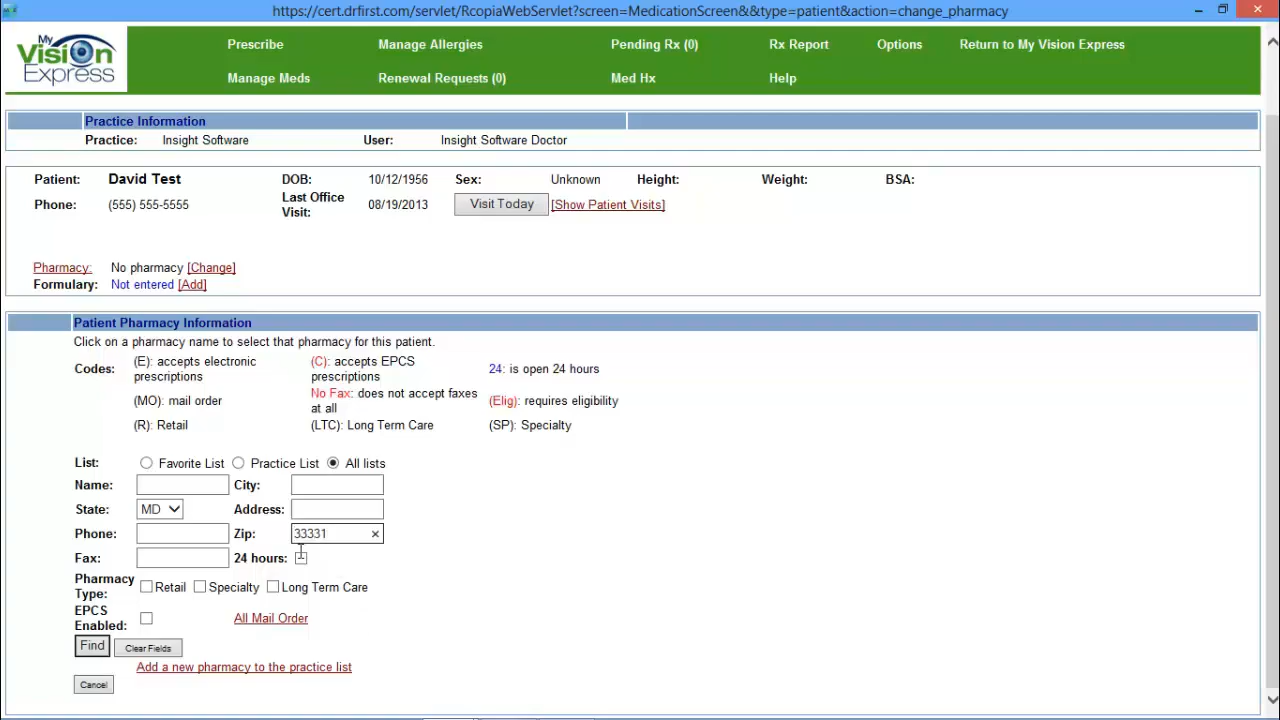 https://cert.drfirst.com/servlet/RcopiaWebServlet?screen=MedicationScreen&&type=patient&action=change_pharmacy
My Vision Express
Prescribe Manage Allergies Pending Rx (0) Rx Report Options Return to My Vision Express
Manage Meds Renewal Requests (0) Med Hx Help
Practice Information
Practice: Insight Software User: Insight Software Doctor
Patient: David Test DOB: 10/12/1956 Sex: Unknown Height: Weight: BSA:
Phone: (555) 555-5555 Last Office Visit: 08/19/2013 Visit Today [Show Patient Visits]
Pharmacy: No pharmacy [Change]
Formulary: Not entered [Add]
Patient Pharmacy Information
Click on a pharmacy name to select that pharmacy for this patient.
Codes: (E): accepts electronic prescriptions (C): accepts EPCS prescriptions 24: is open 24 hours
(MO): mail order No Fax: does not accept faxes at all (Elig): requires eligibility
(R): Retail (LTC): Long Term Care (SP): Specialty
List: Favorite List Practice List All lists
Name: City:
State: MD Address:
Phone: Zip: 33331
Fax: 24 hours:
Pharmacy Type: Retail Specialty Long Term Care
EPCS Enabled: All Mail Order
Find Clear Fields
Add a new pharmacy to the practice list
Cancel